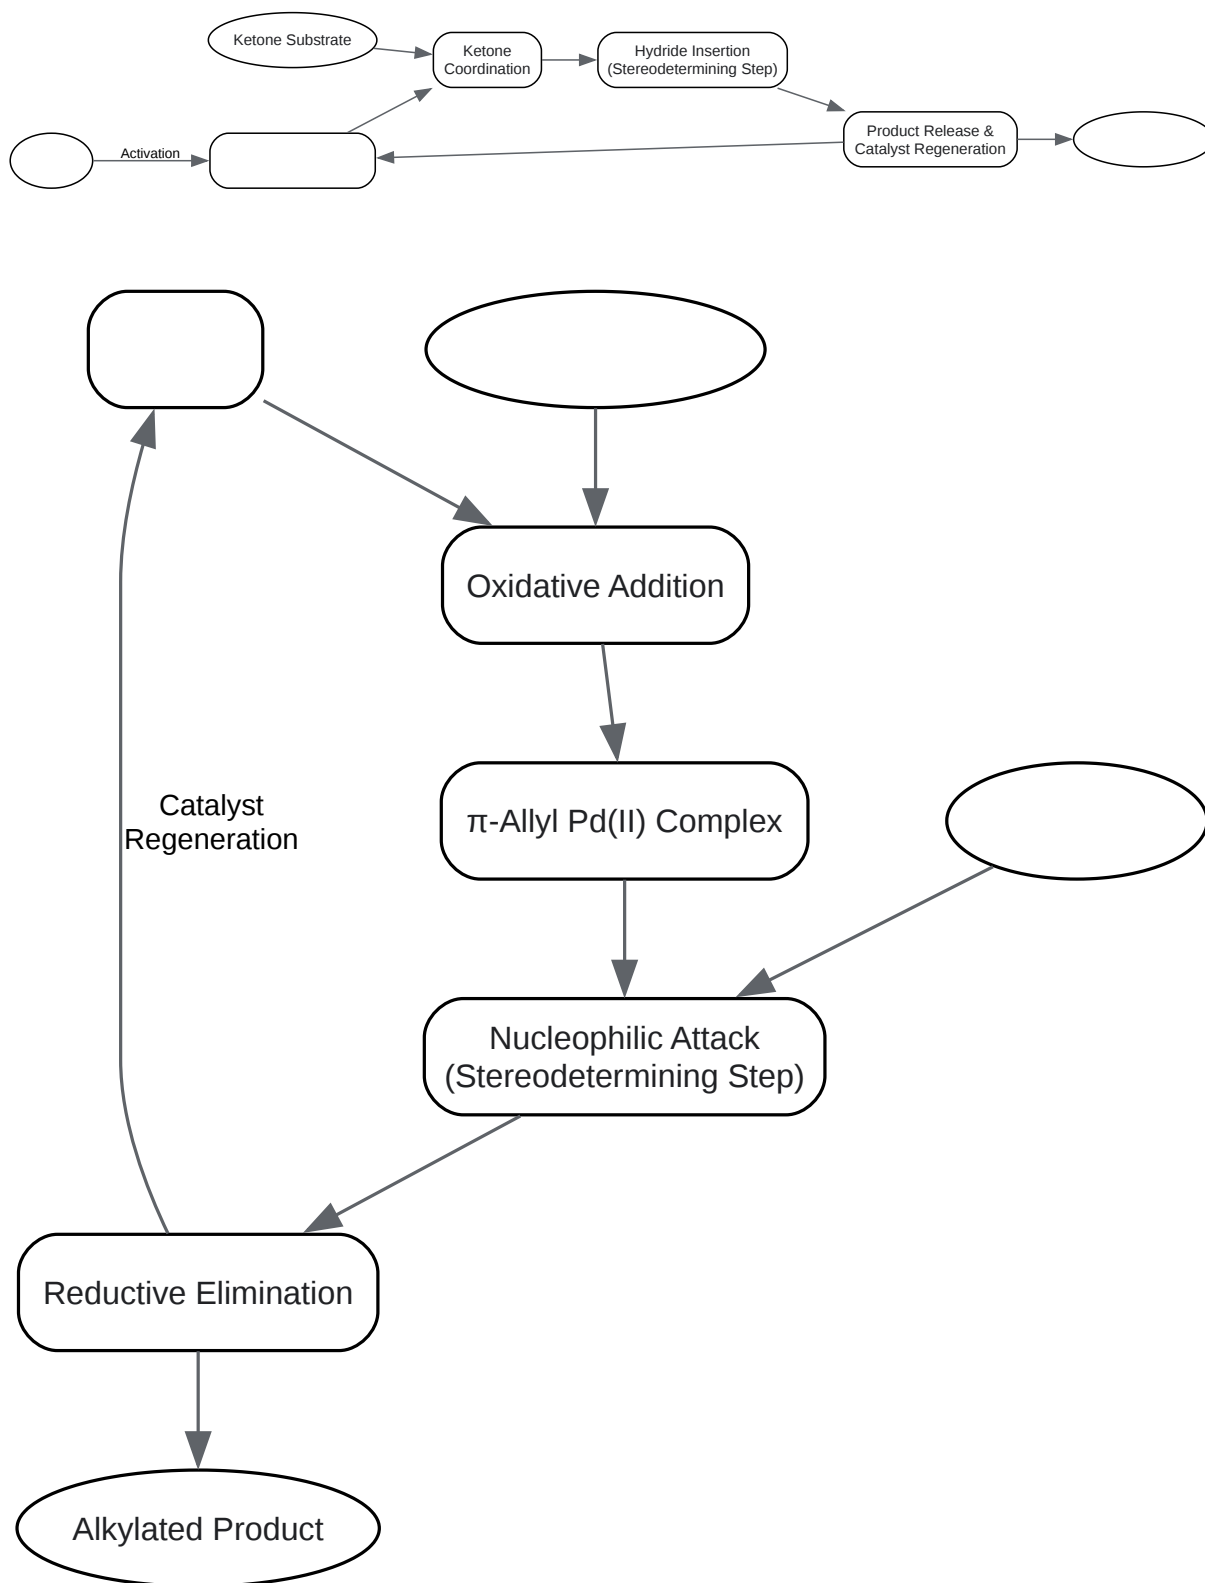 Ketone Substrate
Ketone
Coordination
Hydride Insertion
(Stereodetermining Step)
Activation
Product Release &
Catalyst Regeneration
Oxidative Addition
π-Allyl Pd(II) Complex
Catalyst
Regeneration
Nucleophilic Attack
(Stereodetermining Step)
Reductive Elimination
Alkylated Product